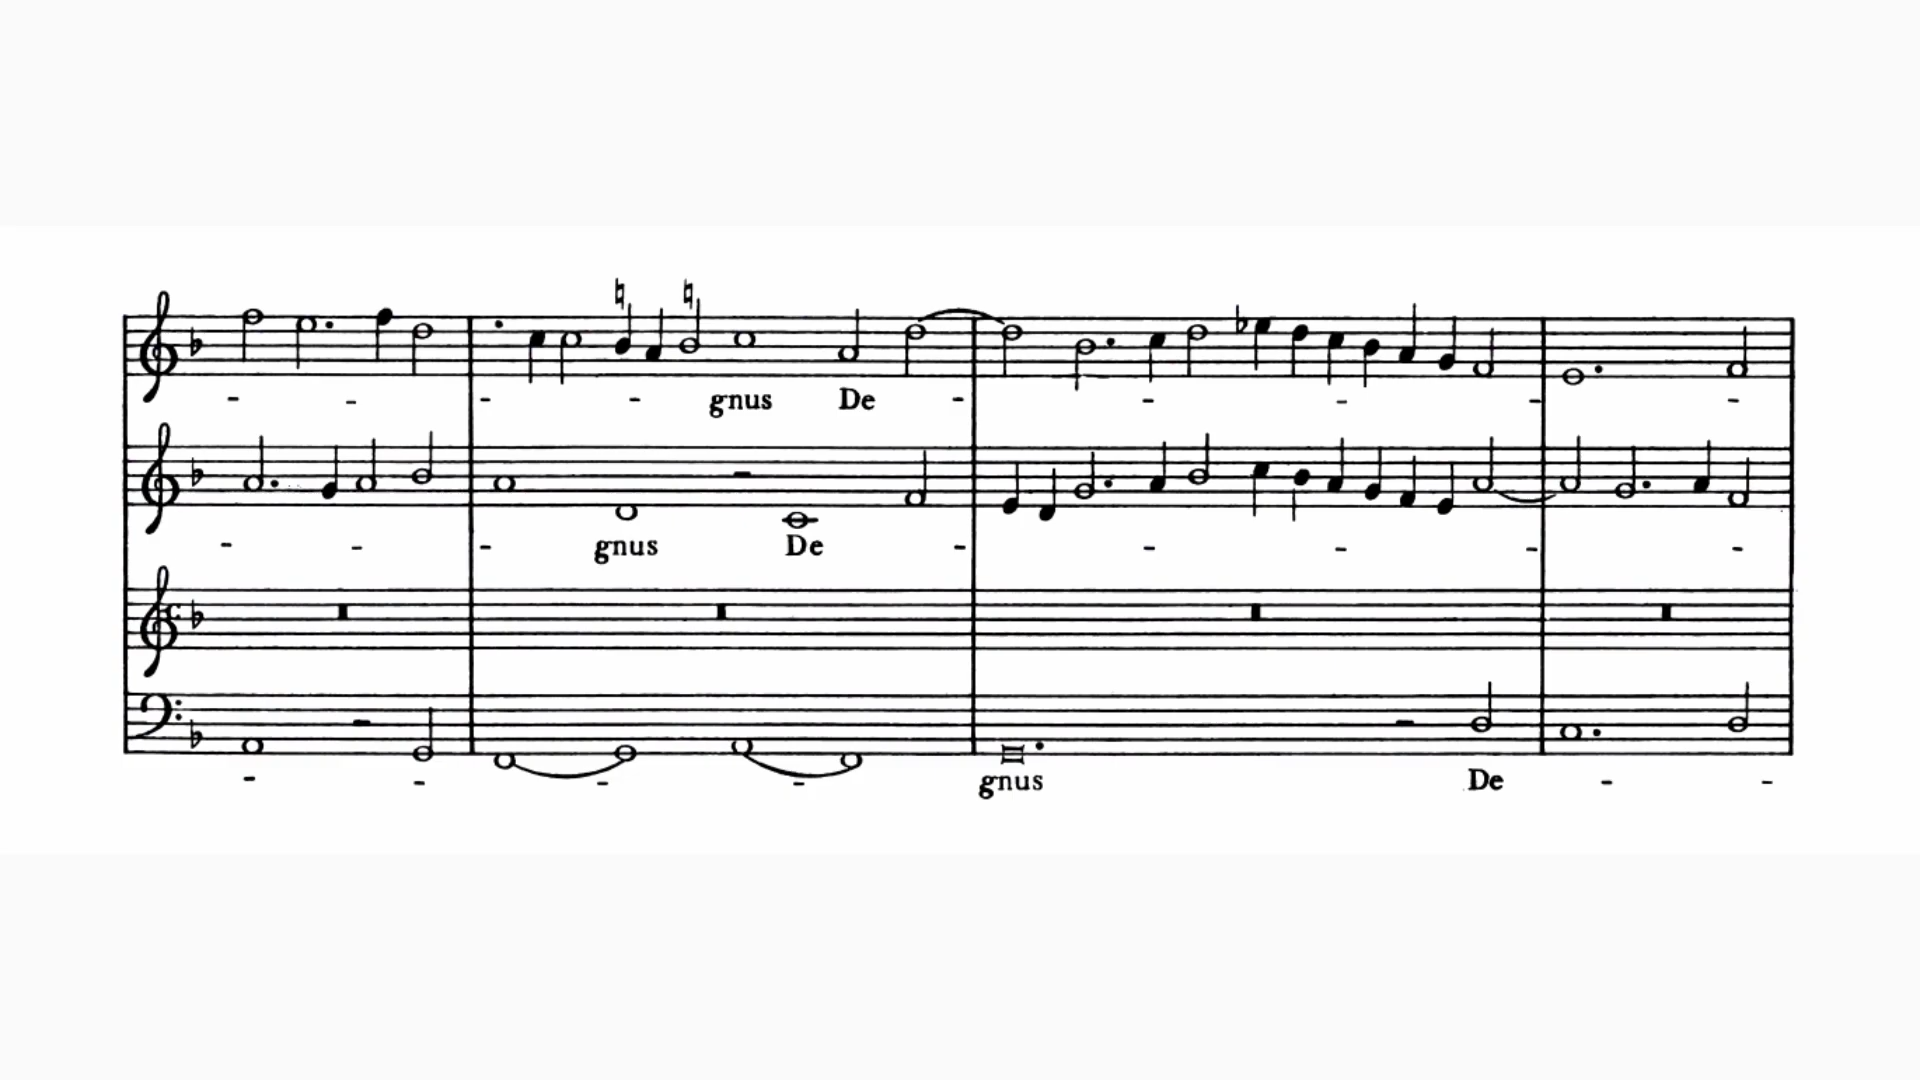 - - - - gnus De - - - - -
- - - gnus De - - - - -
- - - - gnus De - -